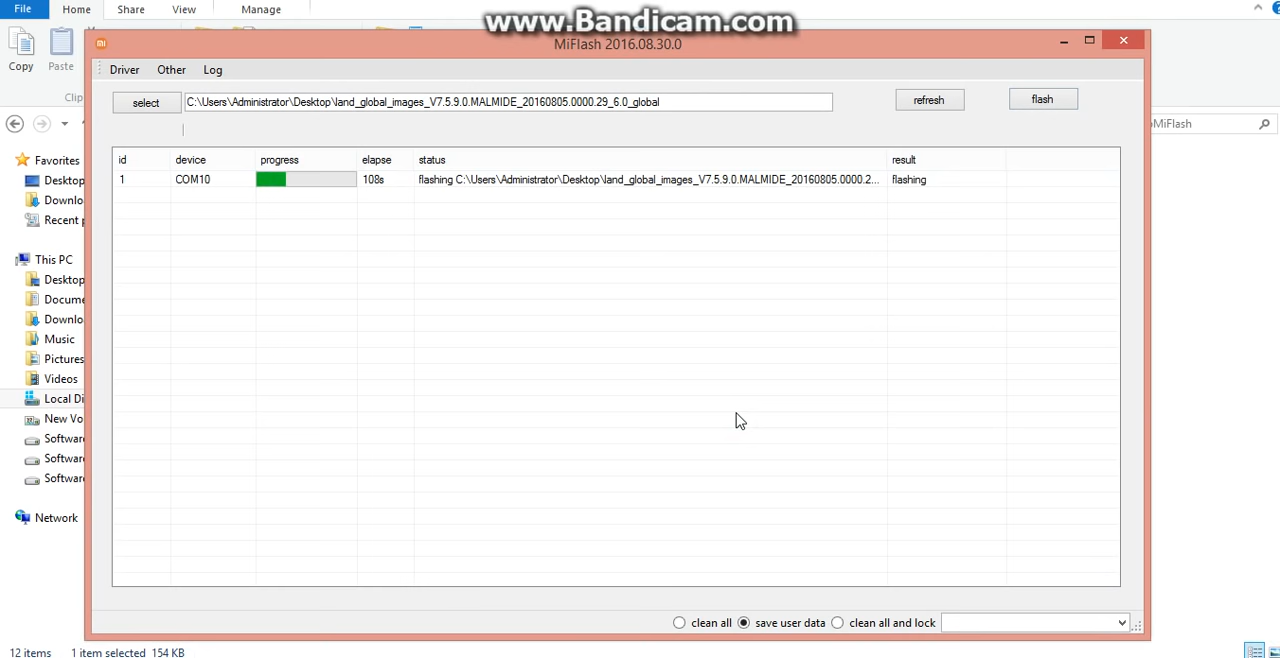 www.Bandicam.com
File Home Share View Manage
MiFlash 2016.08.30.0
Copy Paste
Driver Other Log
select C:\Users\Administrator\Desktop\land_global_images_V7.5.9.0.MALMIDE_20160805.0000.29_6.0_global refresh flash
MiFlash
id device progress elapse status result
1 COM10 108s flashing C:\Users\Administrator\Desktop\land_global_images_V7.5.9.0.MALMIDE_20160805.0000.2... flashing
Clip
Favorites
Desktop
Downlo
Recent p
This PC
Desktop
Docume
Downlo
Music
Pictures
Videos
Local Di
New Vo
Software
Software
Software
Network
clean all save user data clean all and lock
12 items 1 item selected 154 KB